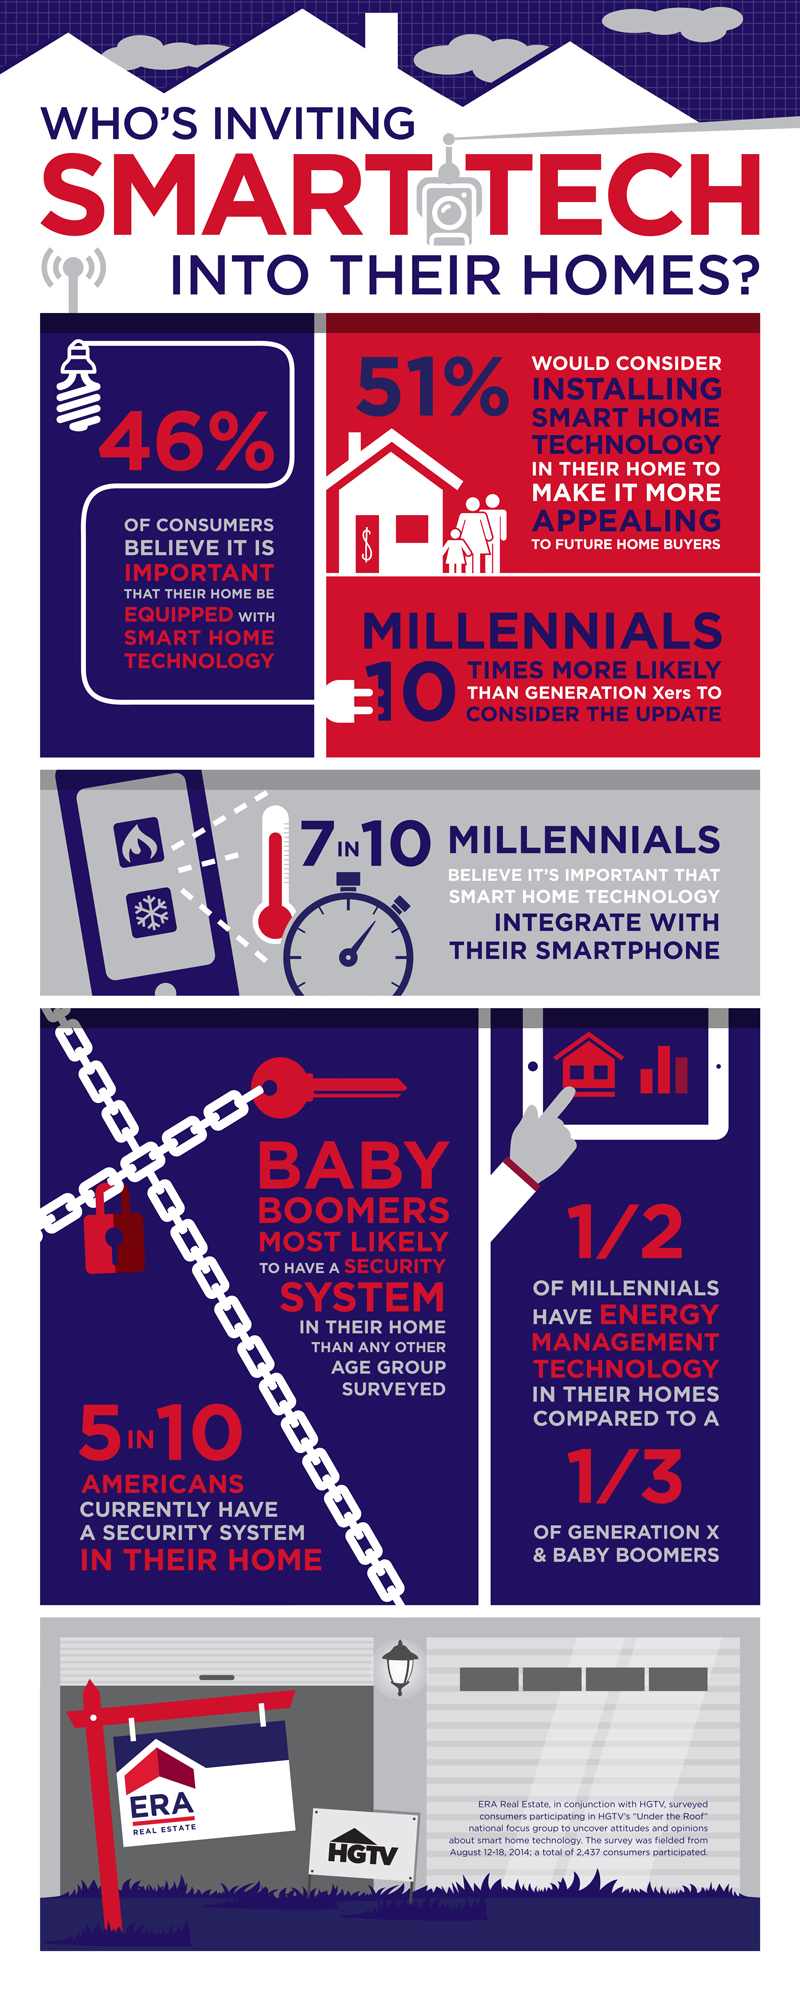 WHO'S INVITING
SMART TECH
INTO THEIR HOMES?
46%
OF CONSUMERS
BELIEVE IT IS
IMPORTANT
THAT THEIR HOME BE
EQUIPPED WITH
SMART HOME
TECHNOLOGY
51%
WOULD CONSIDER
INSTALLING
SMART HOME
TECHNOLOGY
IN THEIR HOME TO
MAKE IT MORE
APPEALING
TO FUTURE HOME BUYERS
$
MILLENNIALS
10 TIMES MORE LIKELY
THAN GENERATION Xers TO
CONSIDER THE UPDATE
7 IN 10 MILLENNIALS
BELIEVE IT'S IMPORTANT THAT
SMART HOME TECHNOLOGY
INTEGRATE WITH
THEIR SMARTPHONE
BABY
BOOMERS
MOST LIKELY
TO HAVE A SECURITY
SYSTEM
IN THEIR HOME
THAN ANY OTHER
AGE GROUP
SURVEYED
5 IN 10
AMERICANS
CURRENTLY HAVE
A SECURITY SYSTEM
IN THEIR HOME
1/2
OF MILLENNIALS
HAVE ENERGY
MANAGEMENT
TECHNOLOGY
IN THEIR HOMES
COMPARED TO A
1/3
OF GENERATION X
& BABY BOOMERS
ERA
REAL ESTATE
HGTV
ERA Real Estate, in conjunction with HGTV, surveyed
consumers participating in HGTV's "Under the Roof"
national focus group to uncover attitudes and opinions
about smart home technology. The survey was fielded from
August 12-18, 2014; a total of 2,437 consumers participated.